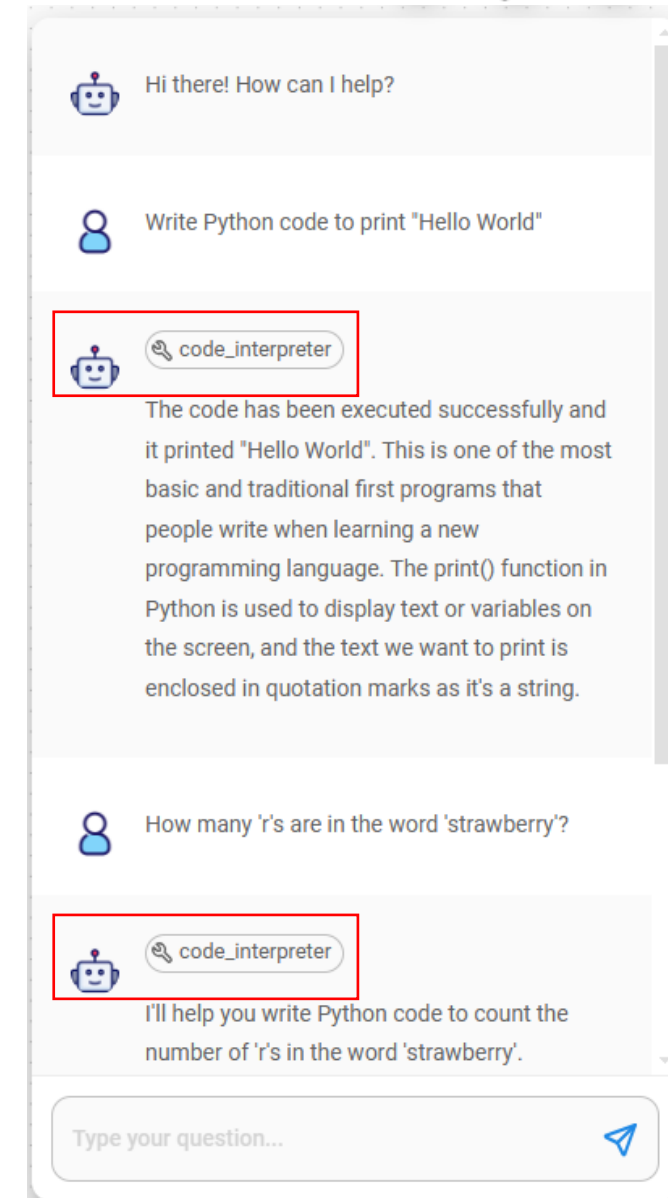 Hi there! How can I help?
Write Python code to print "Hello World"
code_interpreter
The code has been executed successfully and
it printed "Hello World". This is one of the most
basic and traditional first programs that
people write when learning a new
programming language. The print() function in
Python is used to display text or variables on
the screen, and the text we want to print is
enclosed in quotation marks as it's a string.
How many 'r's are in the word 'strawberry'?
code_interpreter
I'll help you write Python code to count the
number of 'r's in the word 'strawberry'.
Type your question...